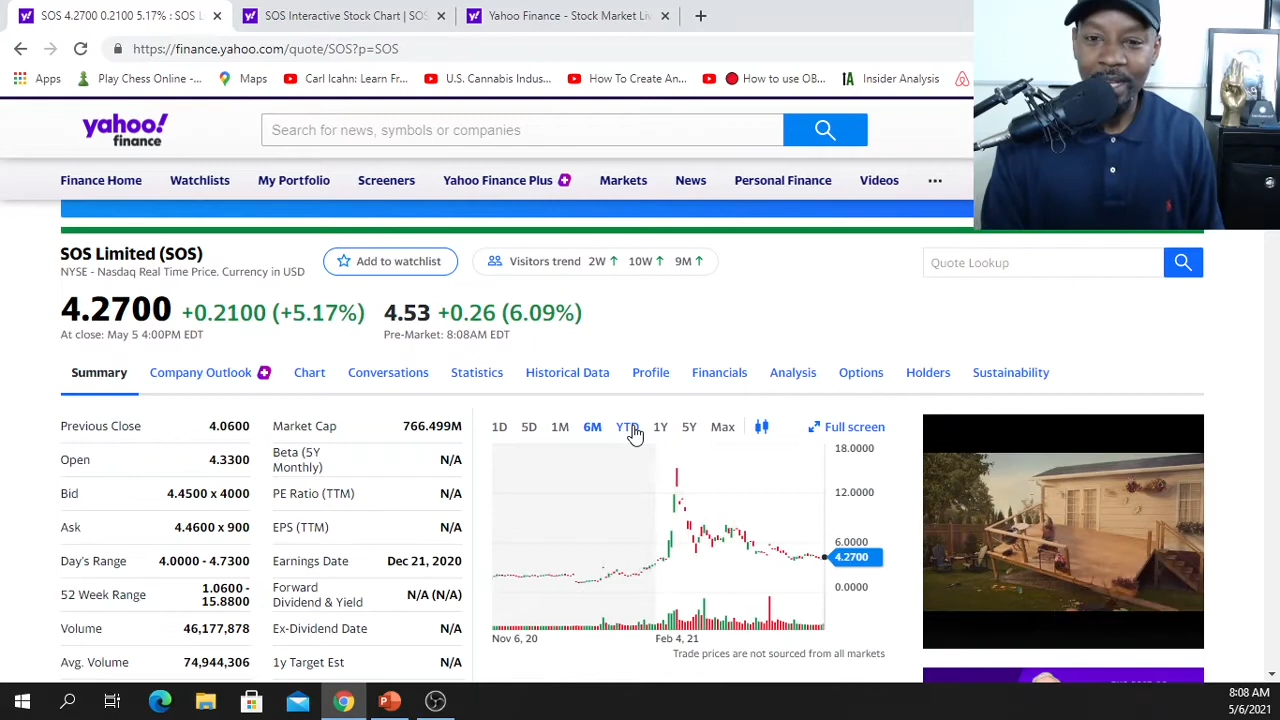 SOS 4.2700 0.2100 5.17% : SOS L
SOS Interactive Stock Chart | SOS
Yahoo Finance - Stock Market Liv
https://finance.yahoo.com/quote/SOS?p=SOS
Apps
Play Chess Online -...
Maps
Carl Icahn: Learn Fr...
U.S. Cannabis Indus...
How To Create An...
How to use OB...
IA Insider Analysis
yahoo!
finance
Search for news, symbols or companies
Finance Home
Watchlists
My Portfolio
Screeners
Yahoo Finance Plus
Markets
News
Personal Finance
Videos
...
SOS Limited (SOS)
NYSE - Nasdaq Real Time Price. Currency in USD
Add to watchlist
Visitors trend 2W ↑ 10W ↑ 9M ↑
Quote Lookup
4.2700 +0.2100 (+5.17%)
At close: May 5 4:00PM EDT
4.53 +0.26 (6.09%)
Pre-Market: 8:08AM EDT
Summary
Company Outlook
Chart
Conversations
Statistics
Historical Data
Profile
Financials
Analysis
Options
Holders
Sustainability
Previous Close 4.0600
Open 4.3300
Bid 4.4500 x 4000
Ask 4.4600 x 900
Day's Range 4.0000 - 4.7300
52 Week Range 1.0600 -
15.8800
Volume 46,177,878
Avg. Volume 74,944,306
Market Cap 766.499M
Beta (5Y
Monthly) N/A
PE Ratio (TTM) N/A
EPS (TTM) N/A
Earnings Date Dec 21, 2020
Forward
Dividend & Yield N/A (N/A)
Ex-Dividend Date N/A
1y Target Est N/A
1D 5D 1M 6M YTD 1Y 5Y Max
Full screen
18.0000
12.0000
6.0000
4.2700
0.0000
Nov 6, 20
Feb 4, 21
Trade prices are not sourced from all markets
8:08 AM
5/6/2021